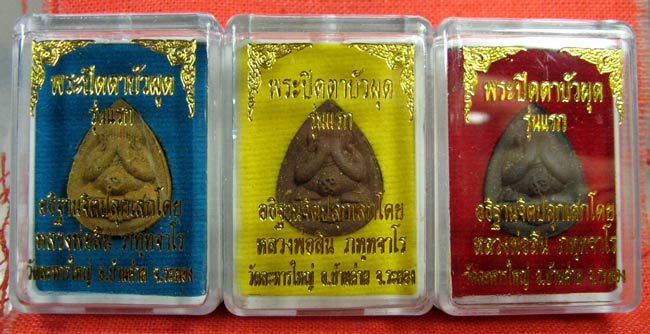 พระปิดตาบัวผุด
รุ่นแรก
อธิฐานจิตปลุกเสกโดย
หลวงพ่อสิน ภทฺทจาโร
วัดละหารใหญ่ อ.บ้านค่าย จ.ระยอง
พระปิดตาบัวผุด
รุ่นแรก
อธิฐานจิตปลุกเสกโดย
หลวงพ่อสิน ภทฺทจาโร
วัดละหารใหญ่ อ.บ้านค่าย จ.ระยอง
พระปิดตาบัวผุด
รุ่นแรก
อธิฐานจิตปลุกเสกโดย
หลวงพ่อสิน ภทฺทจาโร
วัดละหารใหญ่ อ.บ้านค่าย จ.ระยอง